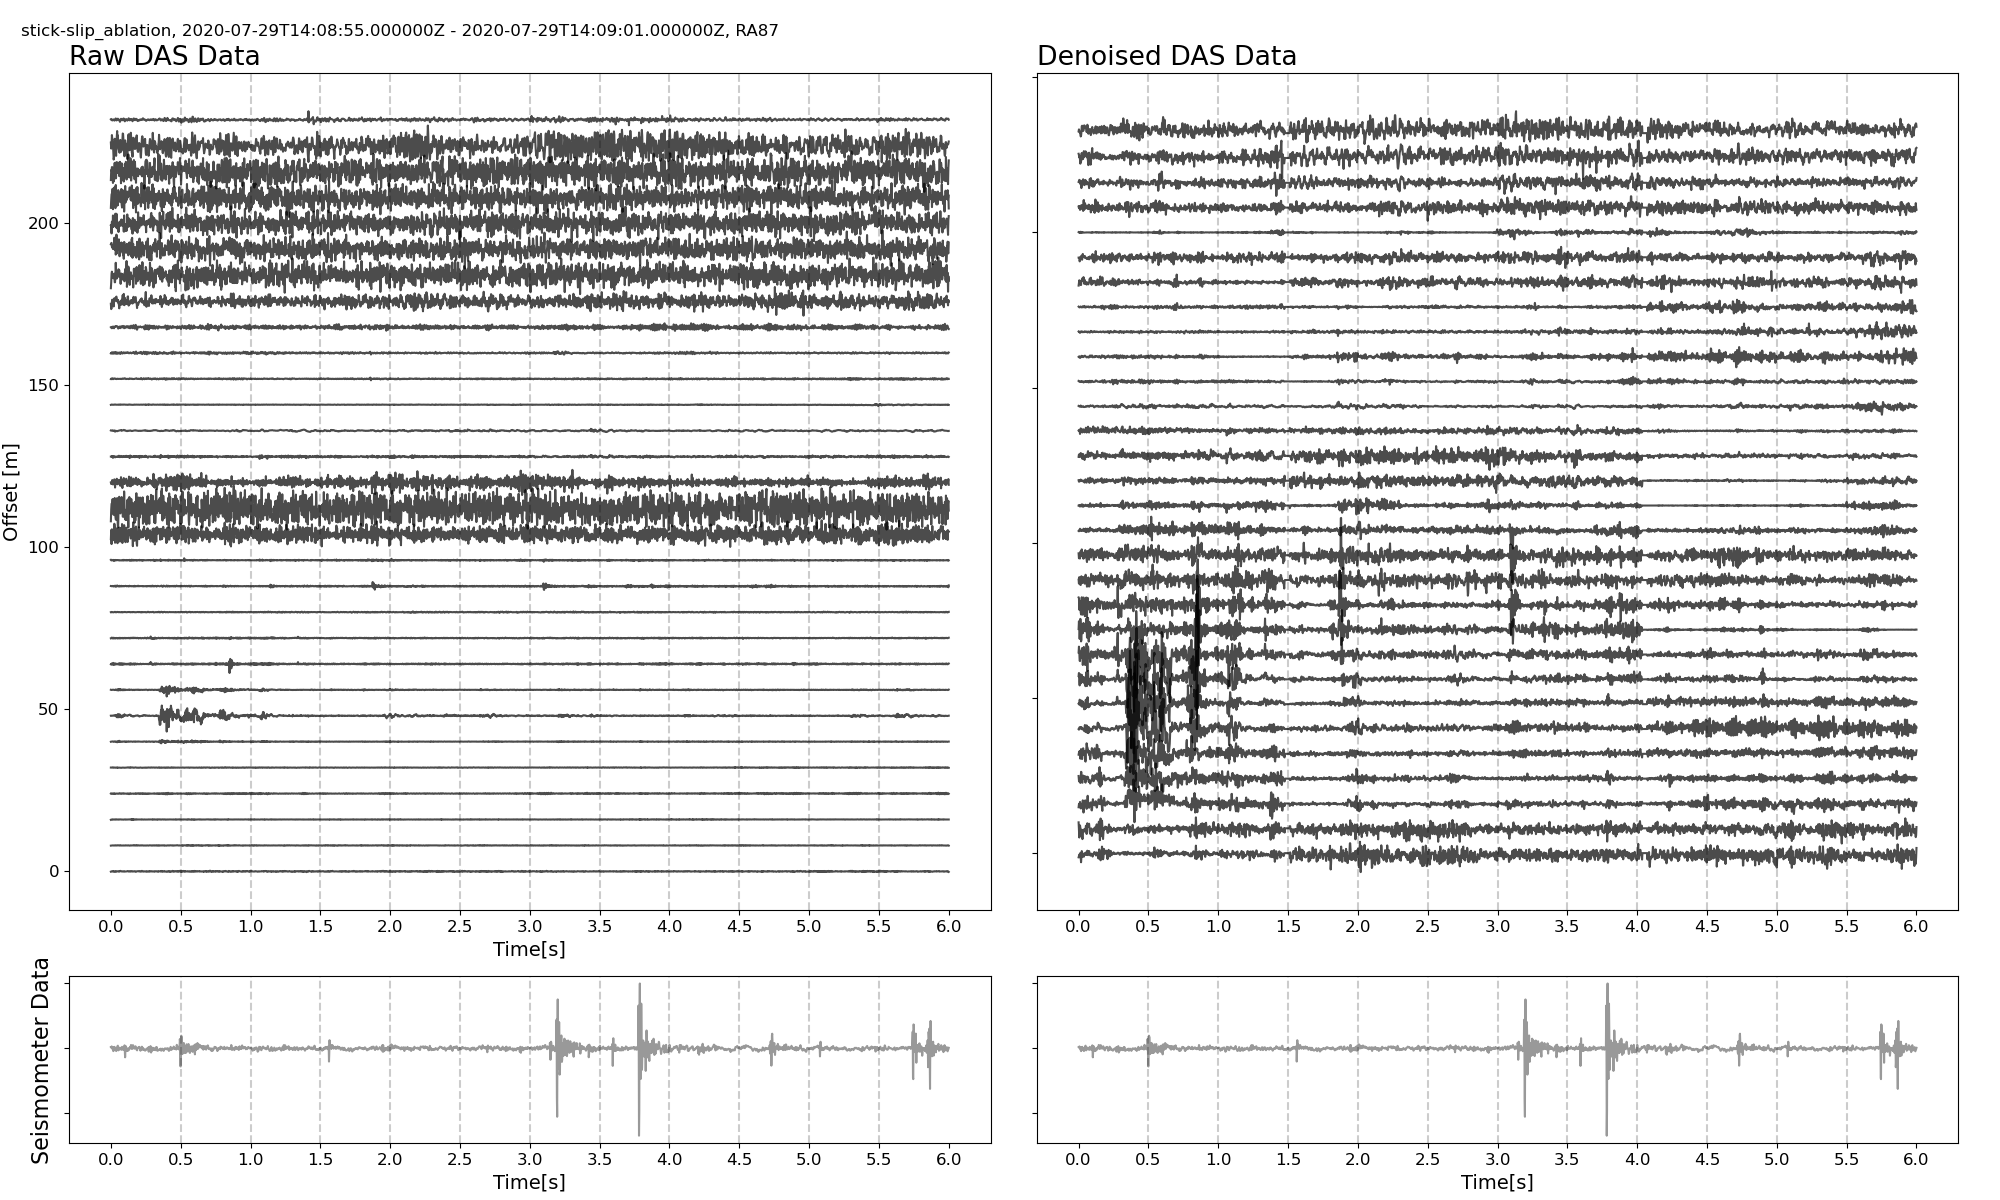 stick-slip_ablation, 2020-07-29T14:08:55.000000Z - 2020-07-29T14:09:01.000000Z, RA87
Raw DAS Data
Denoised DAS Data
Offset [m]
200
150
100
50
0
0.0 0.5 1.0 1.5 2.0 2.5 3.0 3.5 4.0 4.5 5.0 5.5 6.0
Time[s]
0.0 0.5 1.0 1.5 2.0 2.5 3.0 3.5 4.0 4.5 5.0 5.5 6.0
Seismometer Data
0.0 0.5 1.0 1.5 2.0 2.5 3.0 3.5 4.0 4.5 5.0 5.5 6.0
Time[s]
0.0 0.5 1.0 1.5 2.0 2.5 3.0 3.5 4.0 4.5 5.0 5.5 6.0
Time[s]